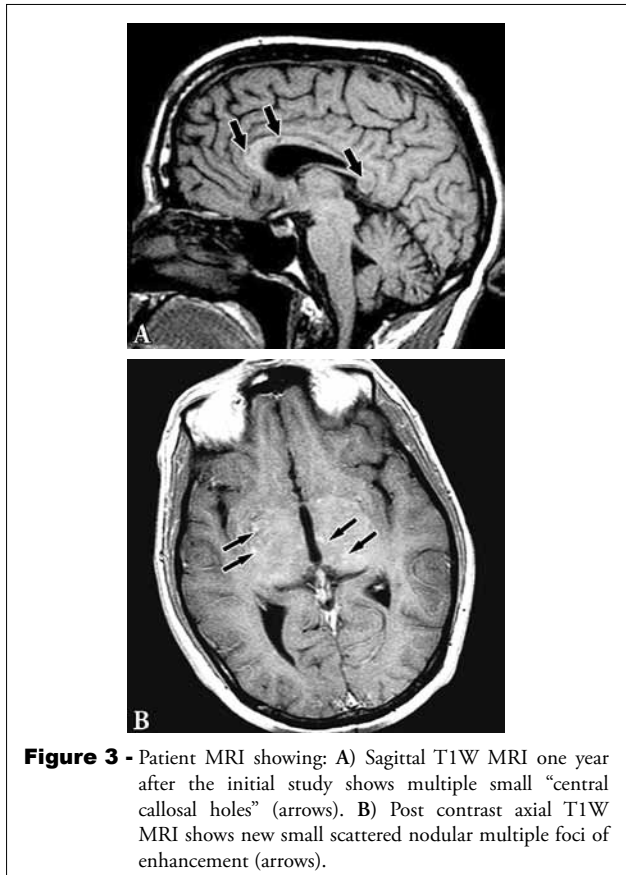 A
B
Figure 3 - Patient MRI showing: A) Sagittal T1W MRI one year
after the initial study shows multiple small “central
callosal holes” (arrows). B) Post contrast axial T1W
MRI shows new small scattered nodular multiple foci of
enhancement (arrows).